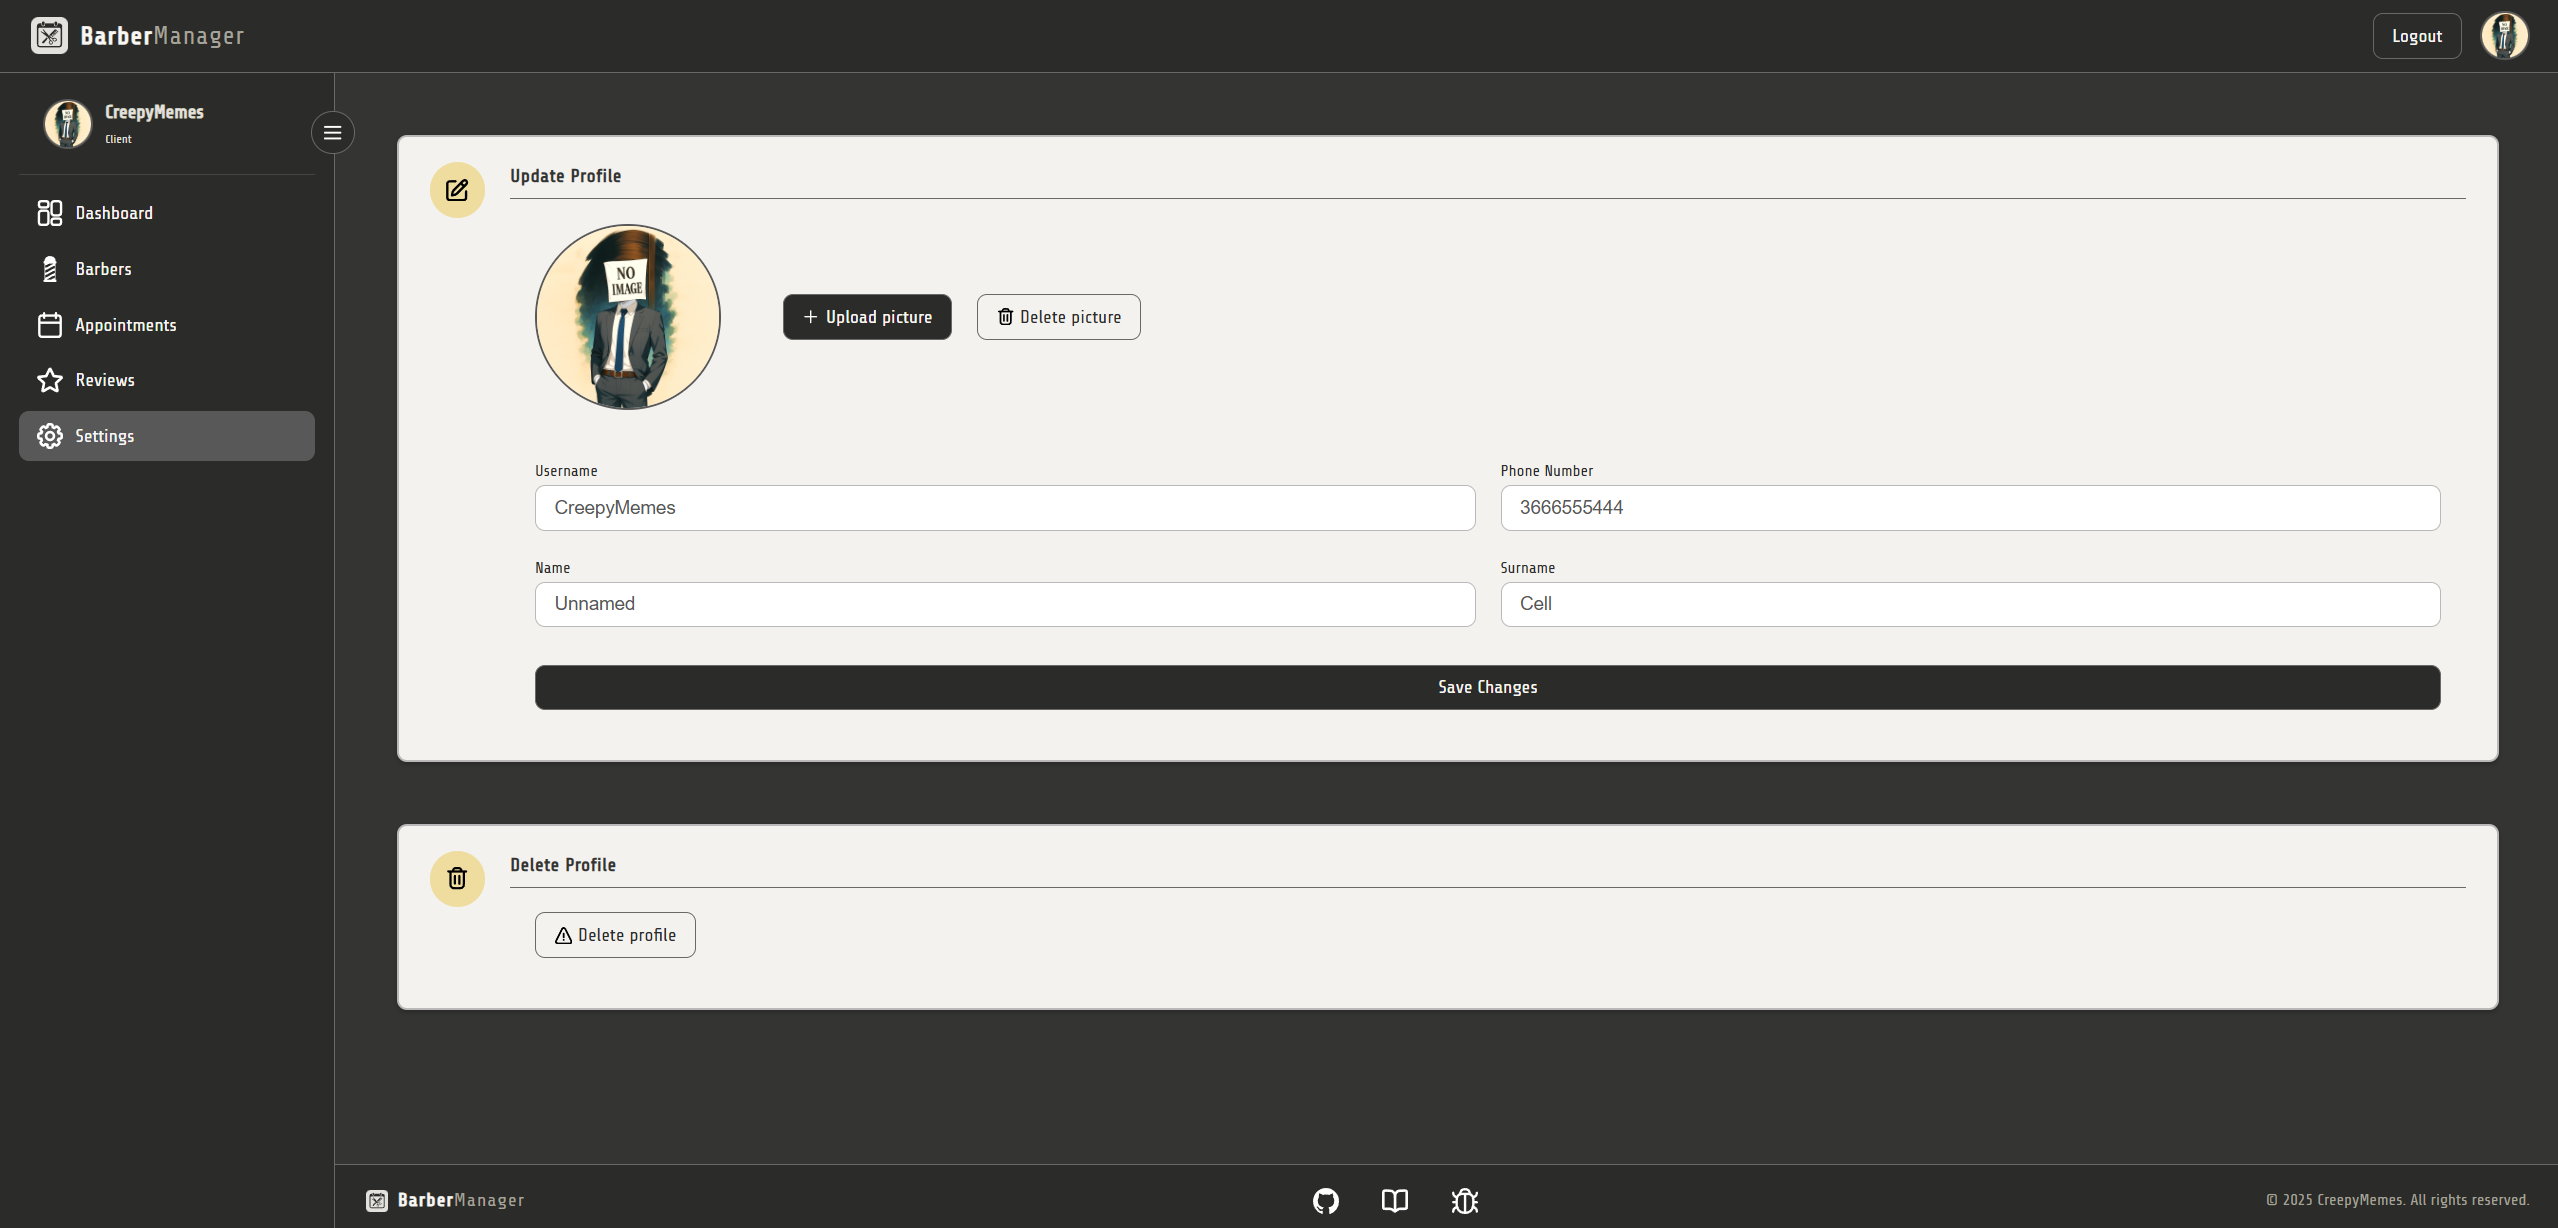 BarberManager
Logout
CreepyMemes
Client
Dashboard
Barbers
Appointments
Reviews
Settings
Update Profile
NO
IMAGE
Upload picture
Delete picture
Username
Phone Number
CreepyMemes
3666555444
Name
Surname
Unnamed
Cell
Save Changes
Delete Profile
Delete profile
BarberManager
© 2025 CreepyMemes. All rights reserved.